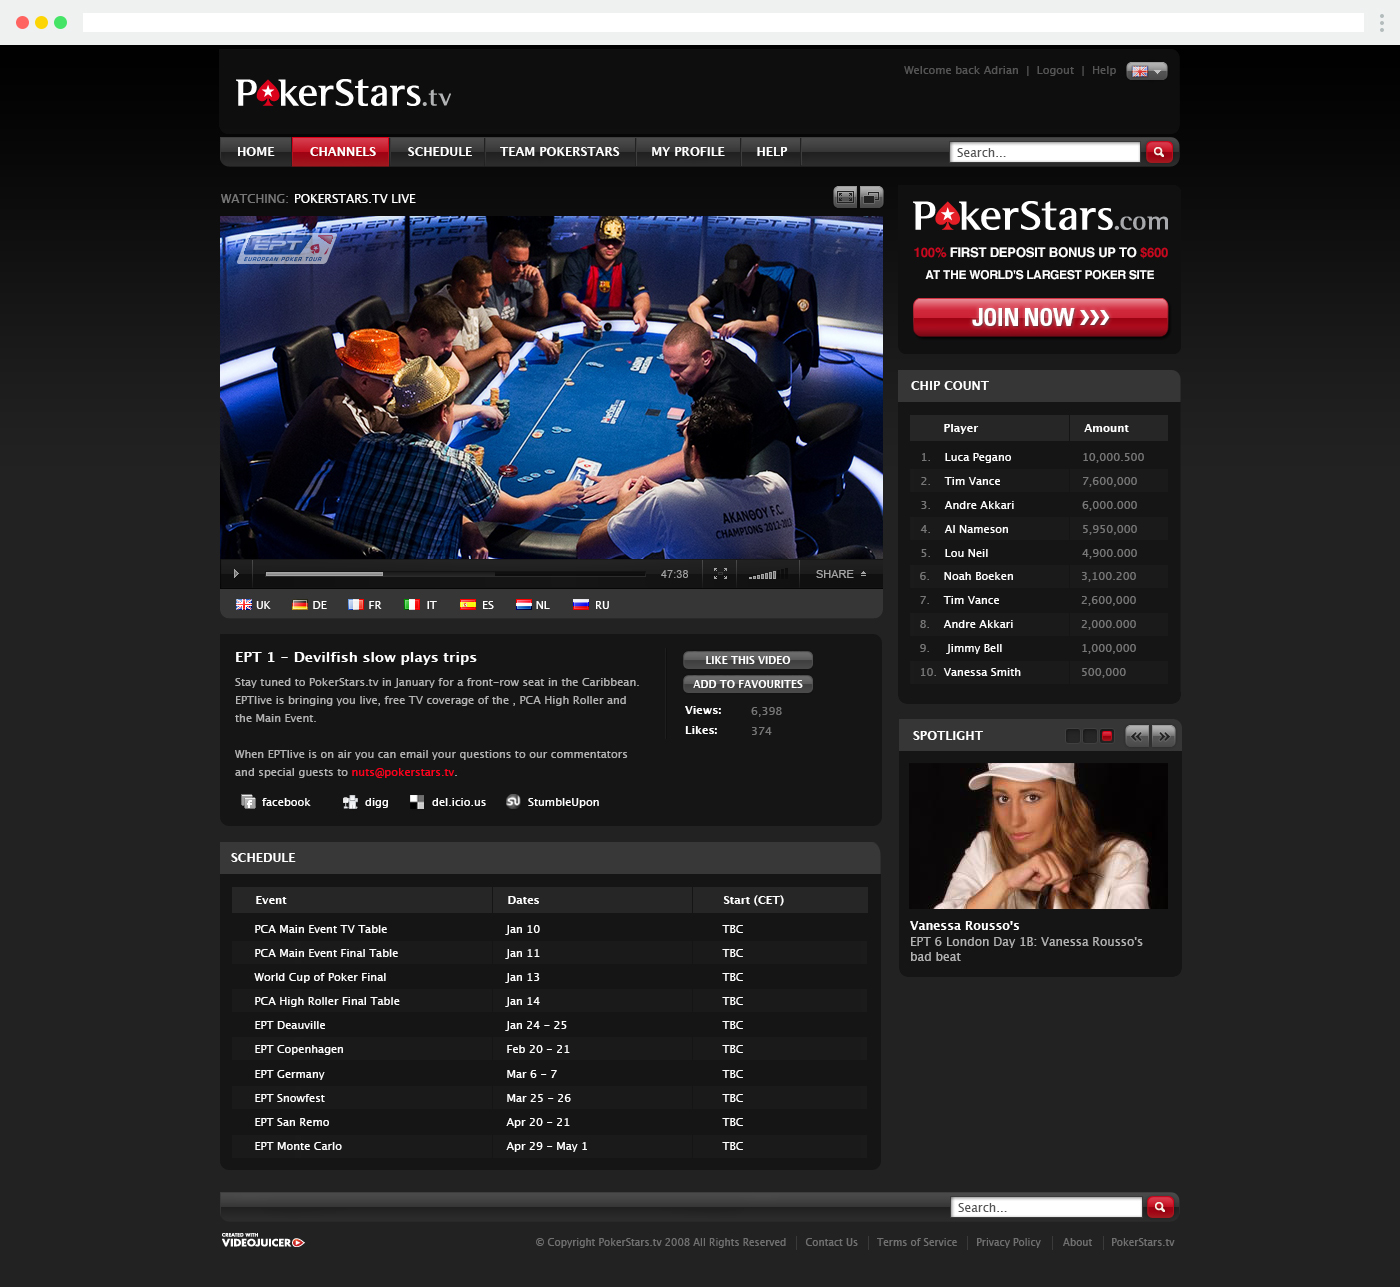 PokerStars.tv
Welcome back Adrian | Logout | Help
HOME CHANNELS SCHEDULE TEAM POKERSTARS MY PROFILE HELP
Search...
WATCHING: POKERSTARS.TV LIVE
EPT
EUROPEAN POKER TOUR
AKANΘOY F.C.
CHAMPIONS 2012-2013
47:38
SHARE
UK DE FR IT ES NL RU
PokerStars.com
100% FIRST DEPOSIT BONUS UP TO $600
AT THE WORLD'S LARGEST POKER SITE
JOIN NOW
CHIP COUNT
Player Amount
1. Luca Pegano 10,000.500
2. Tim Vance 7,600,000
3. Andre Akkari 6,000.000
4. Al Nameson 5,950,000
5. Lou Neil 4,900.000
6. Noah Boeken 3,100.200
7. Tim Vance 2,600,000
8. Andre Akkari 2,000.000
9. Jimmy Bell 1,000,000
10. Vanessa Smith 500,000
EPT 1 - Devilfish slow plays trips
Stay tuned to PokerStars.tv in January for a front-row seat in the Caribbean.
EPTlive is bringing you live, free TV coverage of the , PCA High Roller and
the Main Event.
When EPTlive is on air you can email your questions to our commentators
and special guests to nuts@pokerstars.tv.
facebook digg del.icio.us StumbleUpon
LIKE THIS VIDEO
ADD TO FAVOURITES
Views: 6,398
Likes: 374
SPOTLIGHT
Vanessa Rousso's
EPT 6 London Day 1B: Vanessa Rousso's
bad beat
SCHEDULE
Event Dates Start (CET)
PCA Main Event TV Table Jan 10 TBC
PCA Main Event Final Table Jan 11 TBC
World Cup of Poker Final Jan 13 TBC
PCA High Roller Final Table Jan 14 TBC
EPT Deauville Jan 24 - 25 TBC
EPT Copenhagen Feb 20 - 21 TBC
EPT Germany Mar 6 - 7 TBC
EPT Snowfest Mar 25 - 26 TBC
EPT San Remo Apr 20 - 21 TBC
EPT Monte Carlo Apr 29 - May 1 TBC
Search...
CREATED WITH
VIDEOJUICER
© Copyright PokerStars.tv 2008 All Rights Reserved Contact Us Terms of Service Privacy Policy About PokerStars.tv